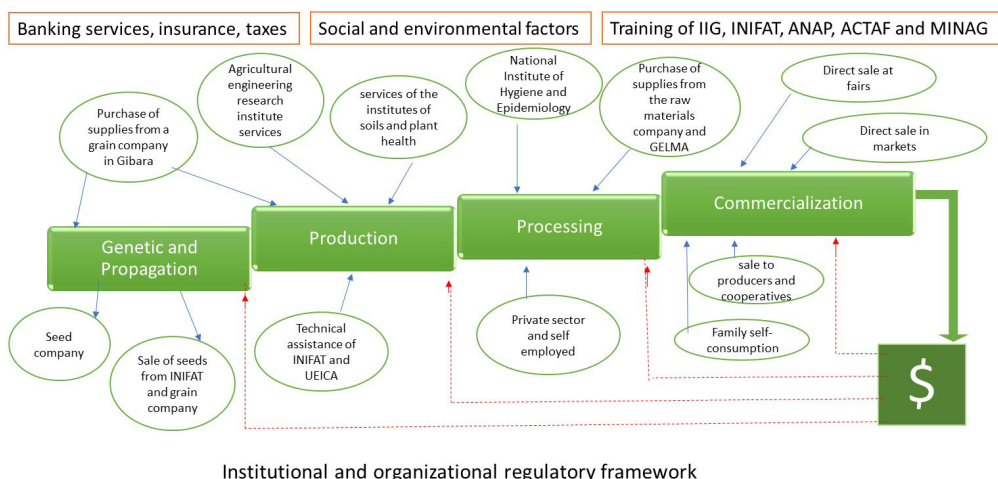 Banking services, insurance, taxes
Social and environmental factors
Training of IIG, INIFAT, ANAP, ACTAF and MINAG
Purchase of
supplies from a
grain company
in Gibara
Agricultural
engineering
research
institute
services
services of the
institutes of
soils and plant
health
National
Institute of
Hygiene and
Epidemiology
Purchase of
supplies from
the raw
materials
company and
GELMA
Direct sale at
fairs
Direct sale in
markets
Genetic and
Propagation
Production
Processing
Commercialization
Seed
company
Sale of seeds
from INIFAT
and grain
company
Technical
assistance of
INIFAT and
UEICA
Private sector
and self
employed
sale to
producers and
cooperatives
Family self-
consumption
$
Institutional and organizational regulatory framework